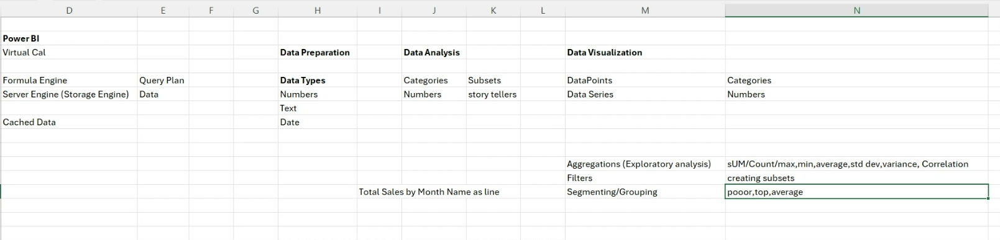 D E F G H I J K L M N
Power BI
Virtual Cal Data Preparation Data Analysis Data Visualization
Formula Engine Query Plan Data Types Categories Subsets DataPoints Categories
Server Engine (Storage Engine) Data Numbers Numbers story tellers Data Series Numbers
Text
Cached Data Date
Aggregations (Exploratory analysis) sUM/Count/max,min,average,std dev,variance, Correlation
Filters creating subsets
Total Sales by Month Name as line Segmenting/Grouping pooor,top,average